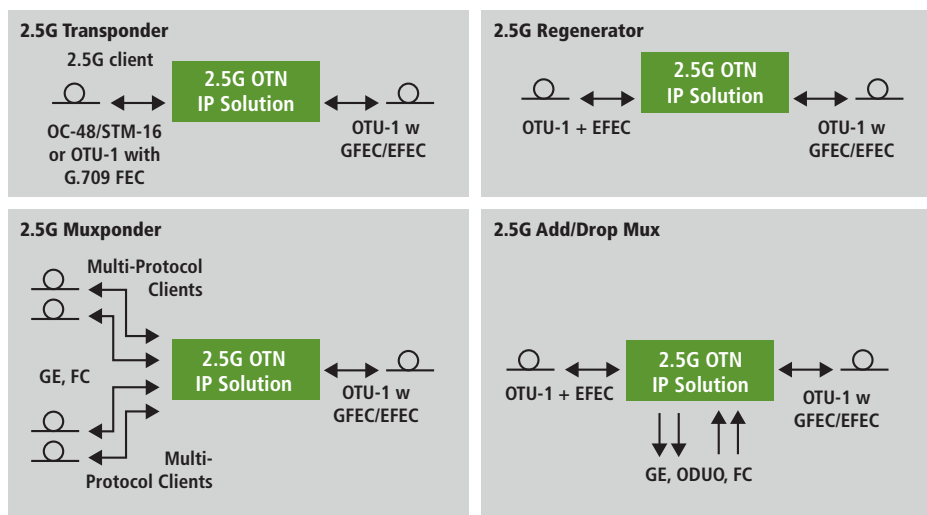 2.5G Transponder
2.5G client
2.5G OTN
IP Solution
OC-48/STM-16
or OTU-1 with
G.709 FEC
OTU-1 w
GFEC/EFEC
2.5G Regenerator
2.5G OTN
IP Solution
OTU-1 + EFEC
OTU-1 w
GFEC/EFEC
2.5G Muxponder
Multi-Protocol
Clients
2.5G OTN
IP Solution
GE, FC
OTU-1 w
GFEC/EFEC
Multi-
Protocol Clients
2.5G Add/Drop Mux
2.5G OTN
IP Solution
OTU-1 + EFEC
OTU-1 w
GFEC/EFEC
GE, ODUO, FC